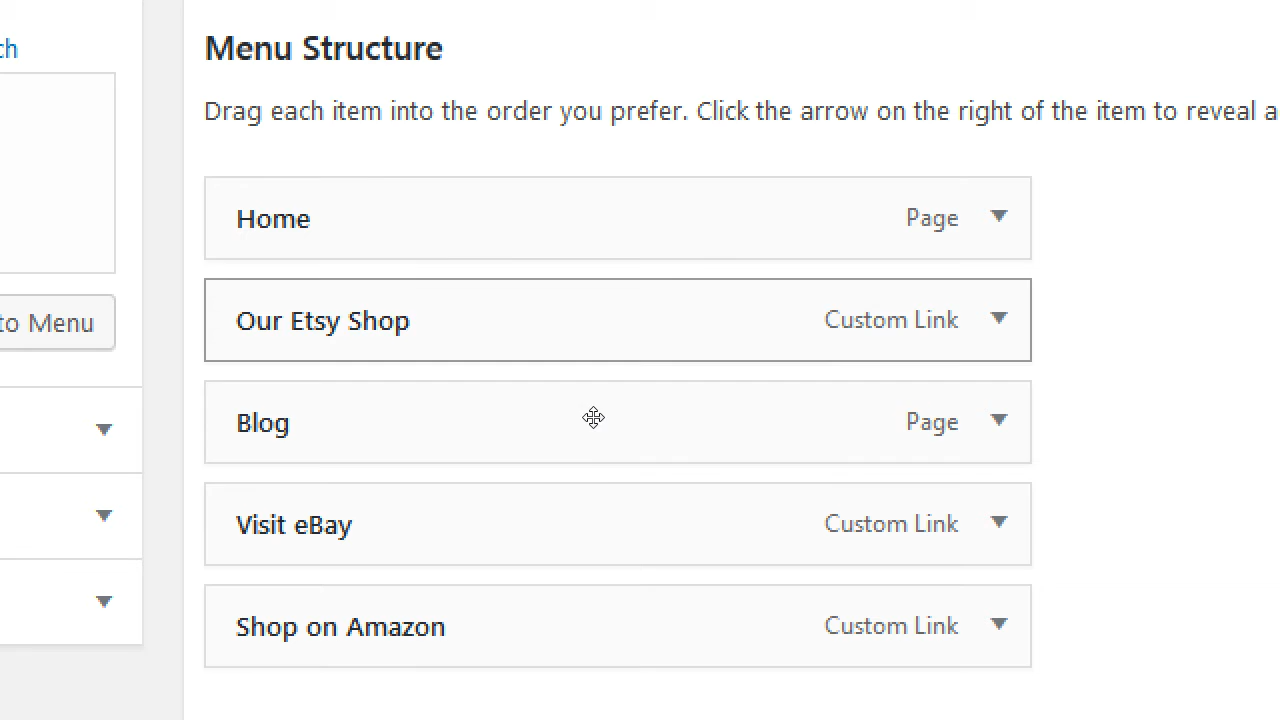 ch
Menu Structure
Drag each item into the order you prefer. Click the arrow on the right of the item to reveal a
Home Page
to Menu
Our Etsy Shop Custom Link
Blog Page
Visit eBay Custom Link
Shop on Amazon Custom Link